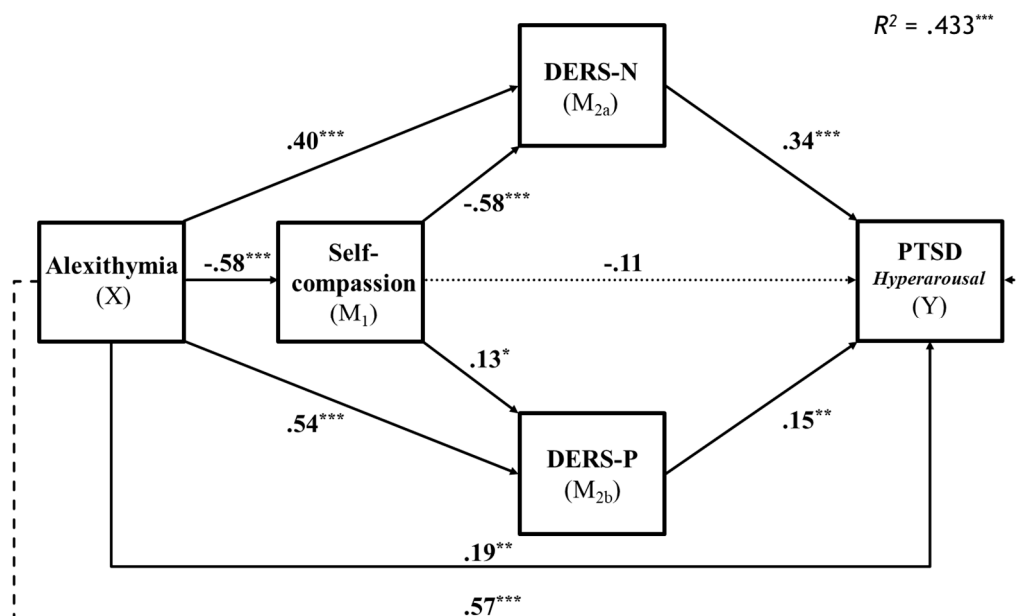 R² = .433***
DERS-N
(M₂ₐ)
.40***
.34***
-.58***
Alexithymia
(X)
-.58***
Self-
compassion
(M₁)
-.11
PTSD
Hyperarousal
(Y)
.13*
.54***
.15**
DERS-P
(M₂b)
.19**
.57***